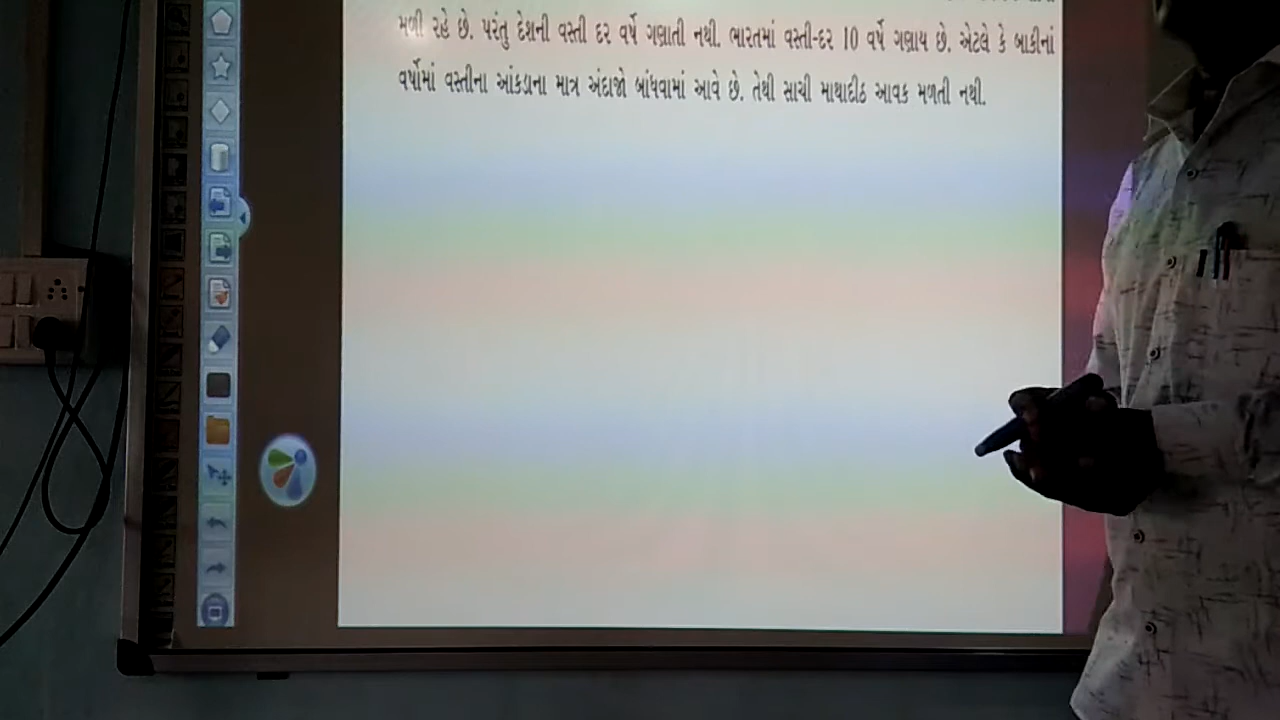 મળી રહે છે. પરંતુ દેશની વસ્તી દર વર્ષે ગણાતી નથી. ભારતમાં વસ્તી-દર 10 વર્ષે ગણાય છે. એટલે કે બાકીનાં
વર્ષોમાં વસ્તીના આંકડાના માત્ર અંદાજો બાંધવામાં આવે છે. તેથી સાચી માથાદીઠ આવક મળતી નથી.